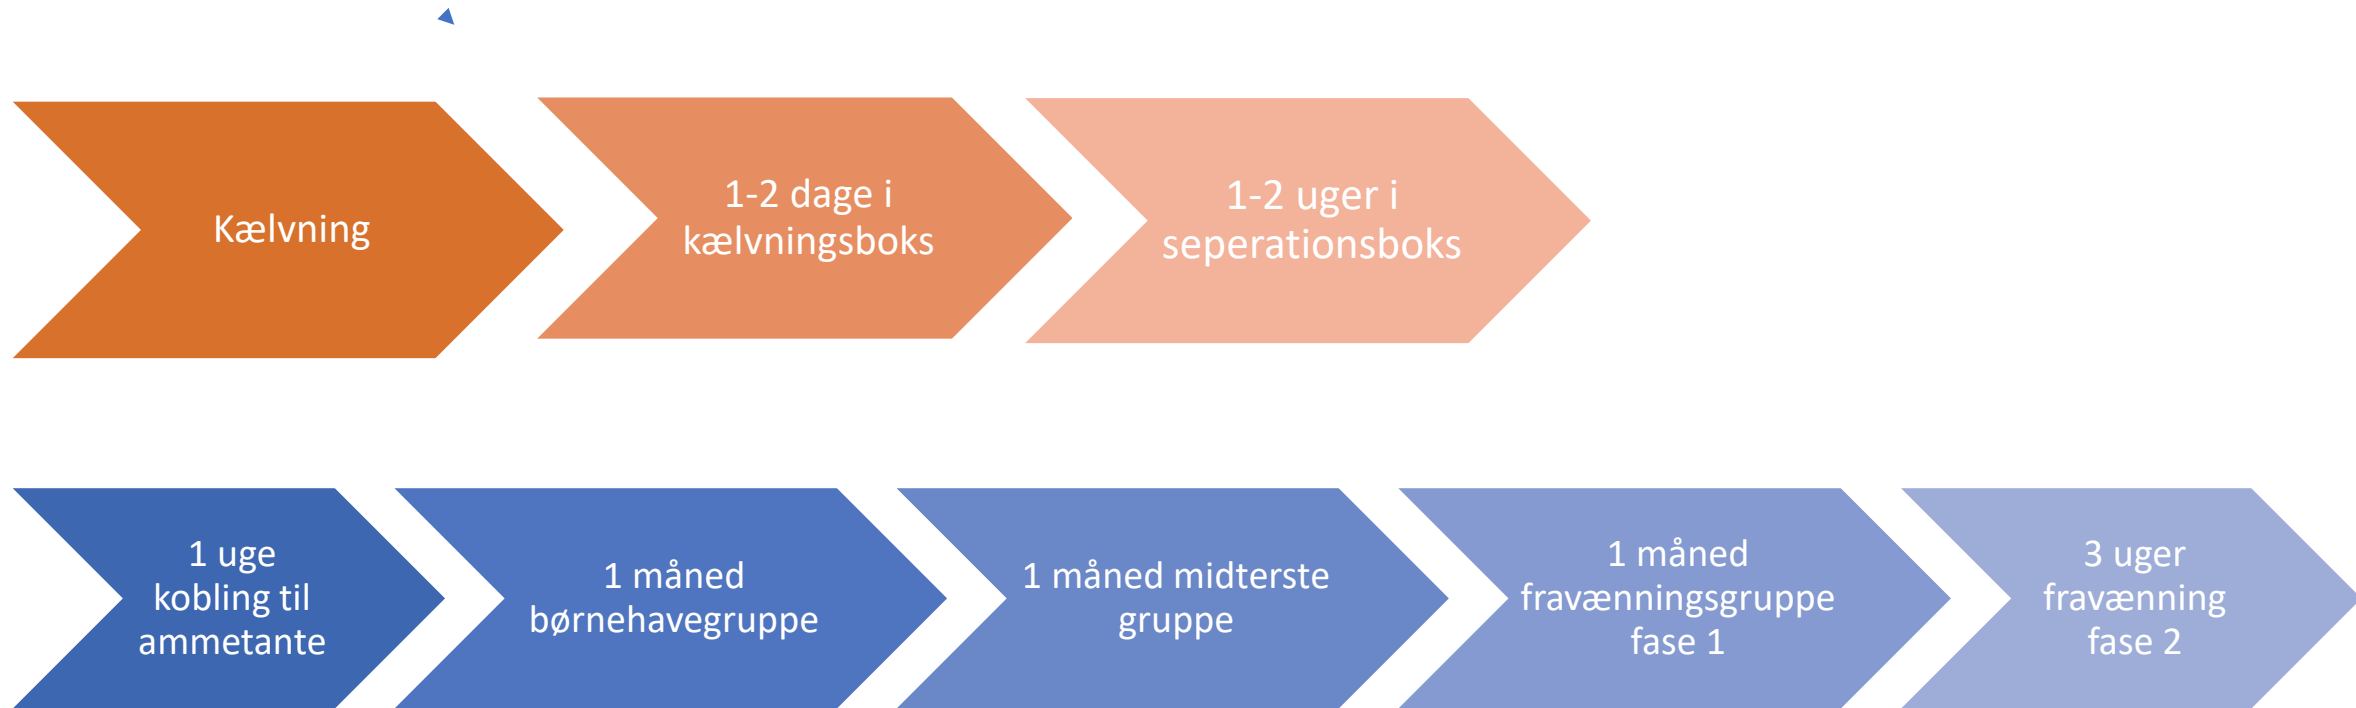 Kælvning
1-2 dage i
kælvningsboks
1-2 uger i
seperationsboks
1 uge
kobling til
ammetante
1 måned
børnehavegruppe
1 måned midterste
gruppe
1 måned
fravænningsgruppe
fase 1
3 uger
fravænning
fase 2